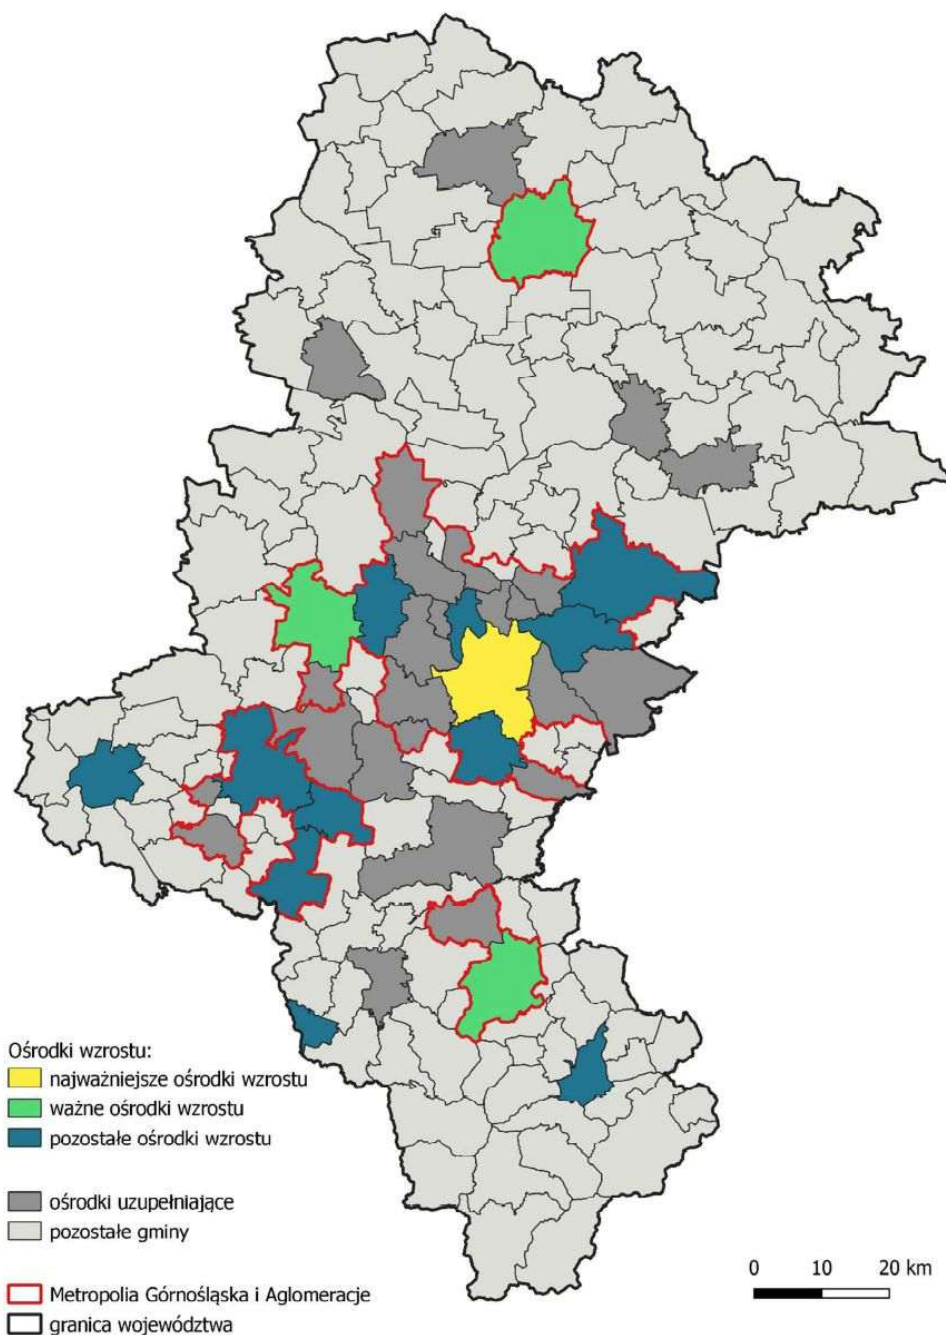 Ośrodki wzrostu:
najważniejsze ośrodki wzrostu
ważne ośrodki wzrostu
pozostałe ośrodki wzrostu
ośrodki uzupełniające
pozostałe gminy
Metropolia Górnośląska i Aglomeracje
granica województwa
0 10 20 km